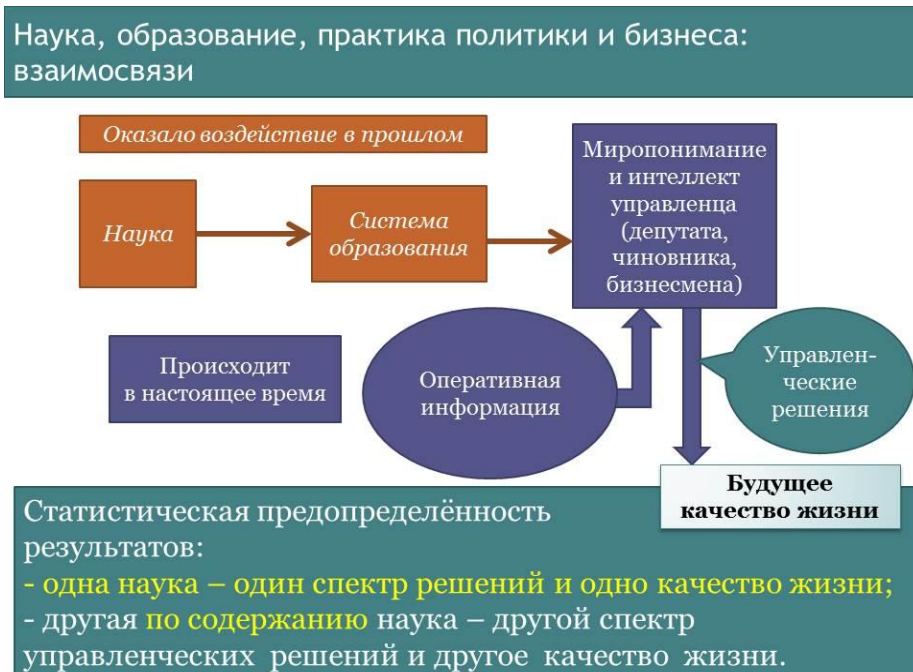 Наука, образование, практика политики и бизнеса:
взаимосвязи
Оказало воздействие в прошлом
Наука
Система
образования
Миропонимание
и интеллект
управленца
(депутата,
чиновника,
бизнесмена)
Происходит
в настоящее время
Оперативная
информация
Управлен-
ческие
решения
Будущее
качество жизни
Статистическая предопределённость
результатов:
- одна наука – один спектр решений и одно качество жизни;
- другая по содержанию наука – другой спектр
управленческих решений и другое качество жизни.